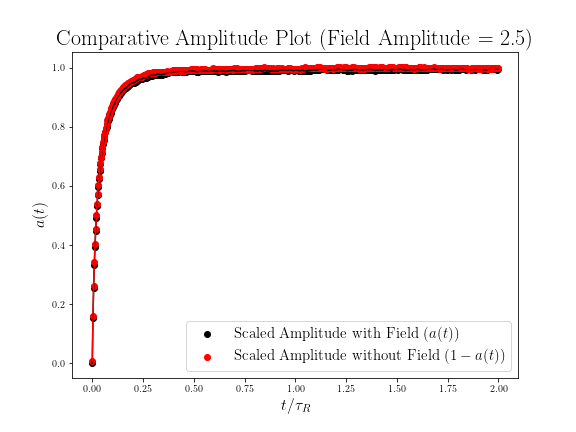 Comparative Amplitude Plot (Field Amplitude = 2.5)
1.0
0.8
0.6
0.4
0.2
0.0
a(t)
Scaled Amplitude with Field (a(t))
Scaled Amplitude without Field (1 − a(t))
0.00 0.25 0.50 0.75 1.00 1.25 1.50 1.75 2.00
t/τ_R